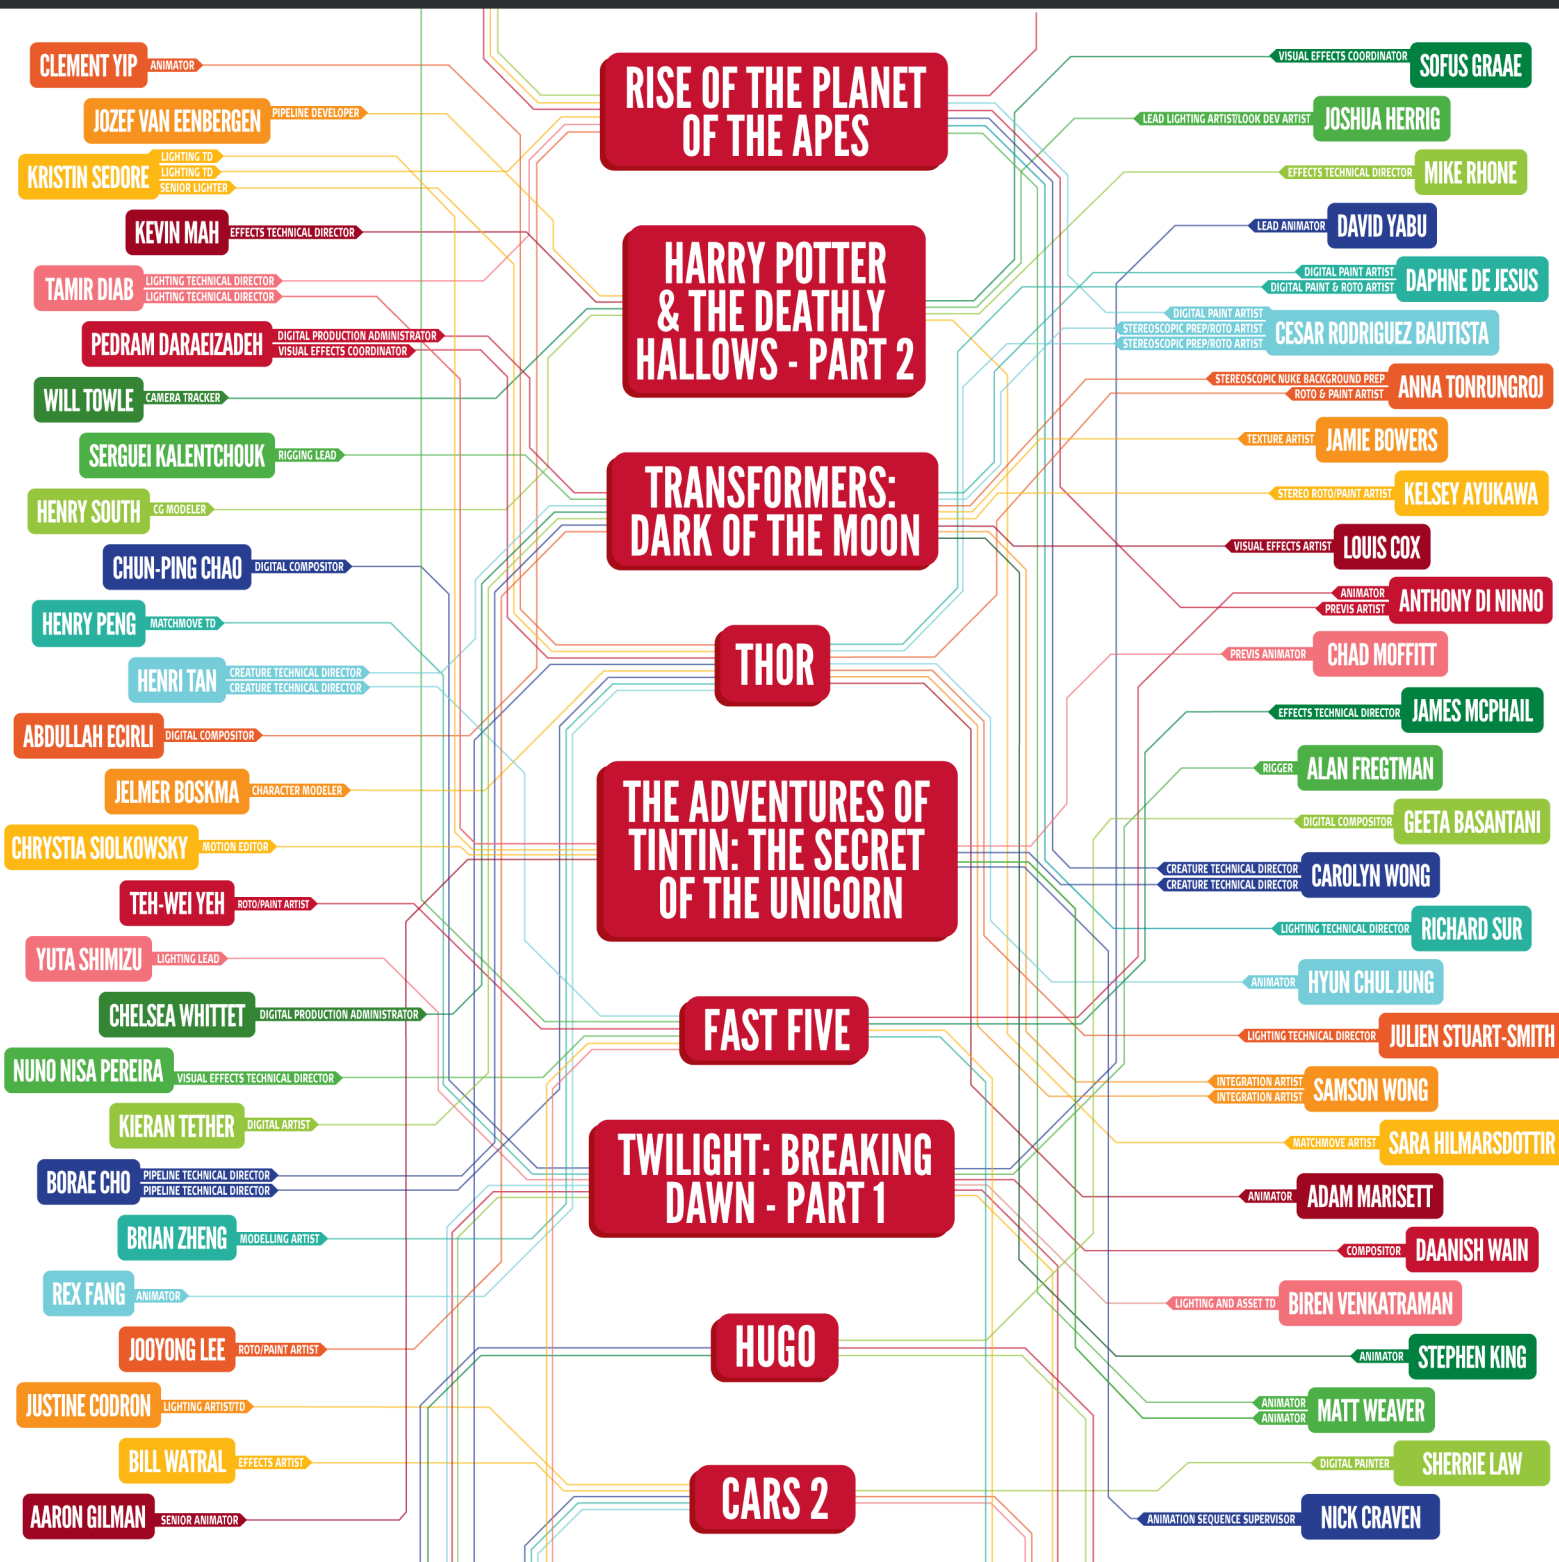 CLEMENT YIP
ANIMATOR
JOZEF VAN EENBERGEN
PIPELINE DEVELOPER
KRISTIN SEDORE
LIGHTING TD
LIGHTING TD
SENIOR LIGHTER
KEVIN MAH
EFFECTS TECHNICAL DIRECTOR
TAMIR DIAB
LIGHTING TECHNICAL DIRECTOR
LIGHTING TECHNICAL DIRECTOR
PEDRAM DARAEIZADEH
DIGITAL PRODUCTION ADMINISTRATOR
VISUAL EFFECTS COORDINATOR
WILL TOWLE
CAMERA TRACKER
SERGUEI KALENTCHOUK
RIGGING LEAD
HENRY SOUTH
CG MODELER
CHUN-PING CHAO
DIGITAL COMPOSITOR
HENRY PENG
MATCHMOVE TD
HENRI TAN
CREATURE TECHNICAL DIRECTOR
CREATURE TECHNICAL DIRECTOR
ABDULLAH ECIRLI
DIGITAL COMPOSITOR
JELMER BOSKMA
CHARACTER MODELER
CHRYSTIA SIOLKOWSKY
MOTION EDITOR
TEH-WEI YEH
ROTO/PAINT ARTIST
YUTA SHIMIZU
LIGHTING LEAD
CHELSEA WHITTET
DIGITAL PRODUCTION ADMINISTRATOR
NUNO NISA PEREIRA
VISUAL EFFECTS TECHNICAL DIRECTOR
KIERAN TETHER
DIGITAL ARTIST
BORAE CHO
PIPELINE TECHNICAL DIRECTOR
PIPELINE TECHNICAL DIRECTOR
BRIAN ZHENG
MODELLING ARTIST
REX FANG
ANIMATOR
JOOYONG LEE
ROTO/PAINT ARTIST
JUSTINE CODRON
LIGHTING ARTIST/TD
BILL WATRAL
EFFECTS ARTIST
AARON GILMAN
SENIOR ANIMATOR
RISE OF THE PLANET
OF THE APES
HARRY POTTER
& THE DEATHLY
HALLOWS - PART 2
TRANSFORMERS:
DARK OF THE MOON
THOR
THE ADVENTURES OF
TINTIN: THE SECRET
OF THE UNICORN
FAST FIVE
TWILIGHT: BREAKING
DAWN - PART 1
HUGO
CARS 2
VISUAL EFFECTS COORDINATOR
SOFUS GRAAE
LEAD LIGHTING ARTIST/LOOK DEV ARTIST
JOSHUA HERRIG
EFFECTS TECHNICAL DIRECTOR
MIKE RHONE
LEAD ANIMATOR
DAVID YABU
DIGITAL PAINT ARTIST
DIGITAL PAINT & ROTO ARTIST
DAPHNE DE JESUS
DIGITAL PAINT ARTIST
STEREOSCOPIC PREP/ROTO ARTIST
STEREOSCOPIC PREP/ROTO ARTIST
CESAR RODRIGUEZ BAUTISTA
STEREOSCOPIC NUKE BACKGROUND PREP
ROTO & PAINT ARTIST
ANNA TONRUNGROJ
TEXTURE ARTIST
JAMIE BOWERS
STEREO ROTO/PAINT ARTIST
KELSEY AYUKAWA
VISUAL EFFECTS ARTIST
LOUIS COX
ANIMATOR
PREVIS ARTIST
ANTHONY DI NINNO
PREVIS ANIMATOR
CHAD MOFFITT
EFFECTS TECHNICAL DIRECTOR
JAMES MCPHAIL
RIGGER
ALAN FREGTMAN
DIGITAL COMPOSITOR
GEETA BASANTANI
CREATURE TECHNICAL DIRECTOR
CREATURE TECHNICAL DIRECTOR
CAROLYN WONG
LIGHTING TECHNICAL DIRECTOR
RICHARD SUR
ANIMATOR
HYUN CHUL JUNG
LIGHTING TECHNICAL DIRECTOR
JULIEN STUART-SMITH
INTEGRATION ARTIST
INTEGRATION ARTIST
SAMSON WONG
MATCHMOVE ARTIST
SARA HILMARSDOTTIR
ANIMATOR
ADAM MARISETT
COMPOSITOR
DAANISH WAIN
LIGHTING AND ASSET TD
BIREN VENKATRAMAN
ANIMATOR
STEPHEN KING
ANIMATOR
ANIMATOR
MATT WEAVER
DIGITAL PAINTER
SHERRIE LAW
ANIMATION SEQUENCE SUPERVISOR
NICK CRAVEN